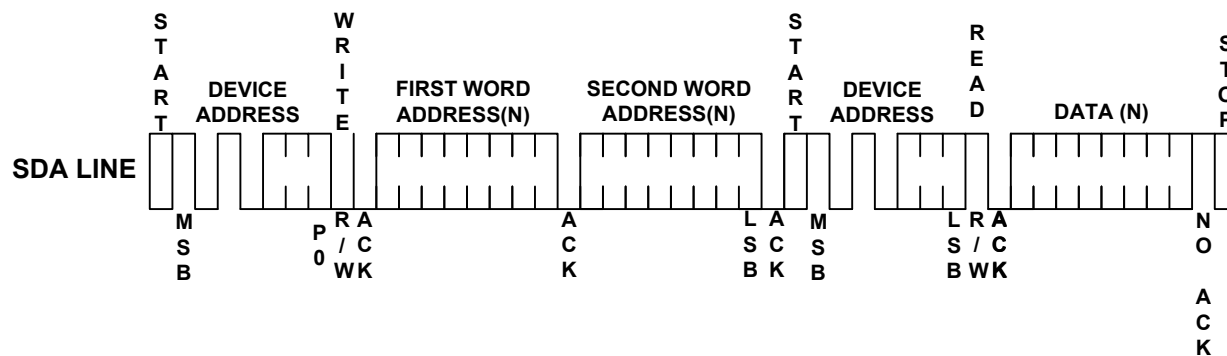 START
WRITE
START
READ
STOP
DEVICE
ADDRESS
FIRST WORD
ADDRESS(N)
SECOND WORD
ADDRESS(N)
DEVICE
ADDRESS
DATA (N)
SDA LINE
MSB
P0
R/W
ACK
ACK
LSB
ACK
MSB
LSB
R/W
ACK
NO ACK